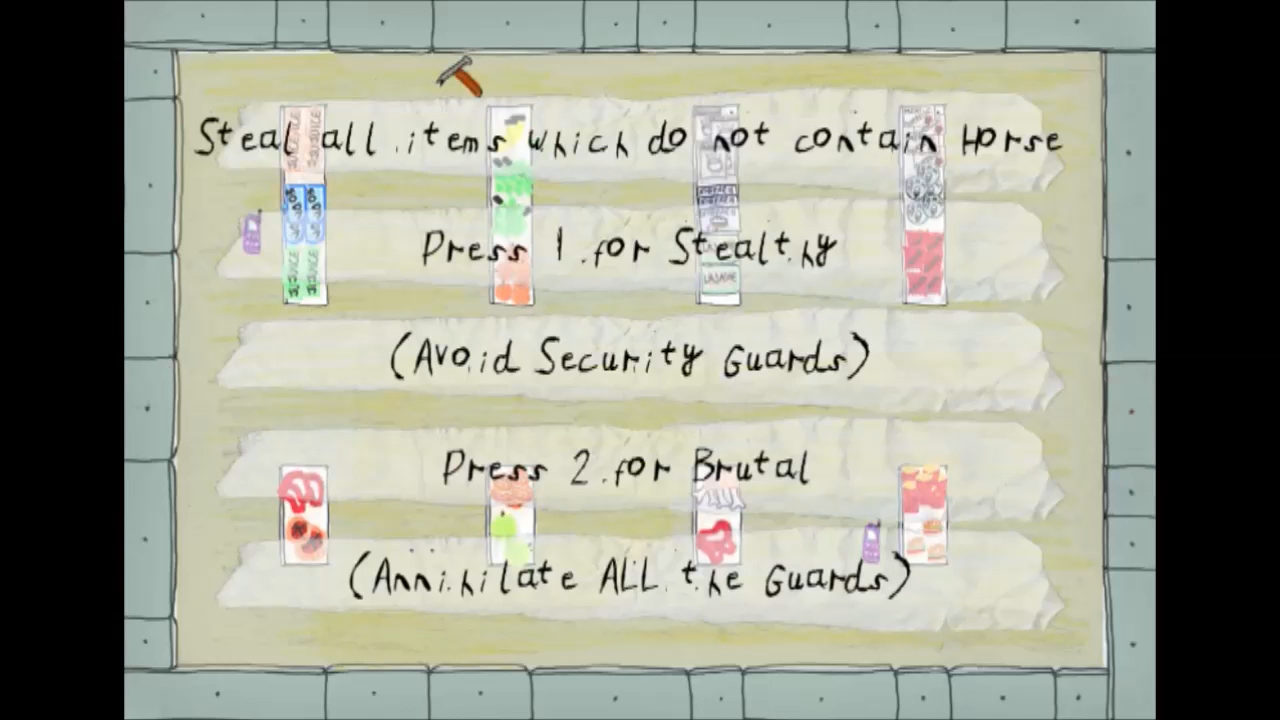 Steal all items which do not contain Horse
Press 1 for Stealthy
(Avoid Security Guards)
Press 2 for Brutal
(Annihilate ALL the Guards)
LASAGNE